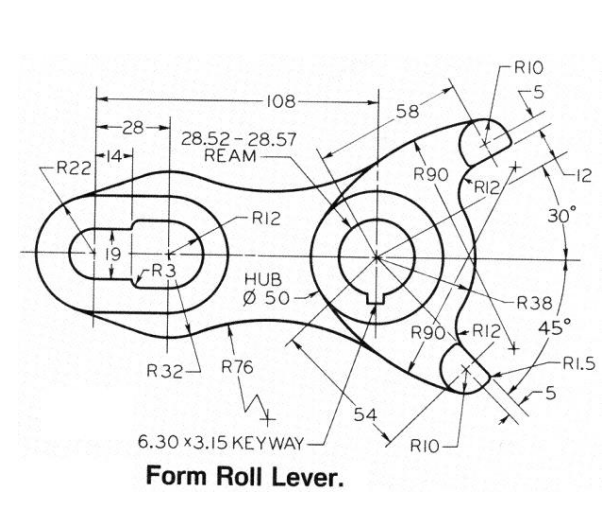 R10
5
108
58
28
28.52-28.57
REAM
14
R22
R90
R12
12
R12
30°
19
R3
HUB
Ø 50
R38
R90
R12
45°
R32
R76
R1.5
5
54
6.30 x3.15 KEYWAY
R10
Form Roll Lever.